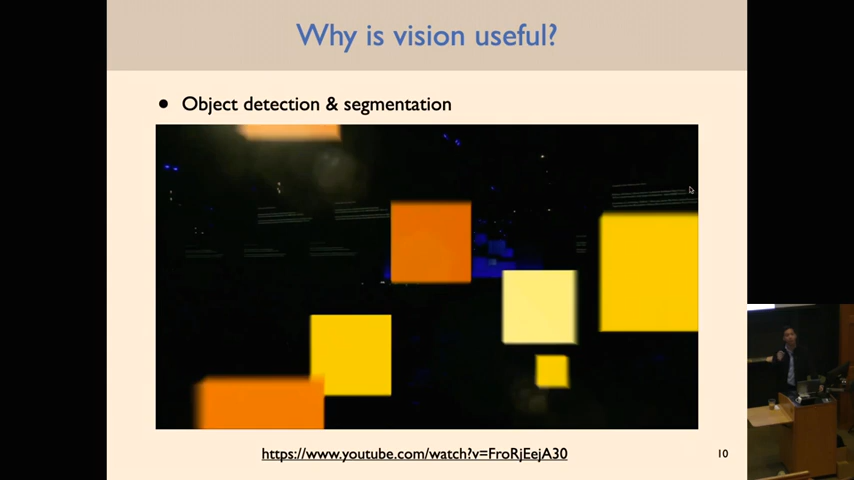 Why is vision useful?
● Object detection & segmentation
https://www.youtube.com/watch?v=FroRjEejA30
10